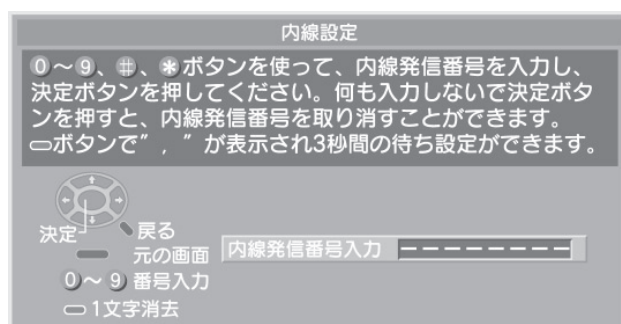 内線設定
0～9、#、*ボタンを使って、内線発信番号を入力し、
決定ボタンを押してください。何も入力しないで決定ボタ
ンを押すと、内線発信番号を取り消すことができます。
ボタンで”，”が表示され3秒間の待ち設定ができます。
決定
戻る
元の画面
内線発信番号入力 －－－－－－－－
0～9 番号入力
1文字消去